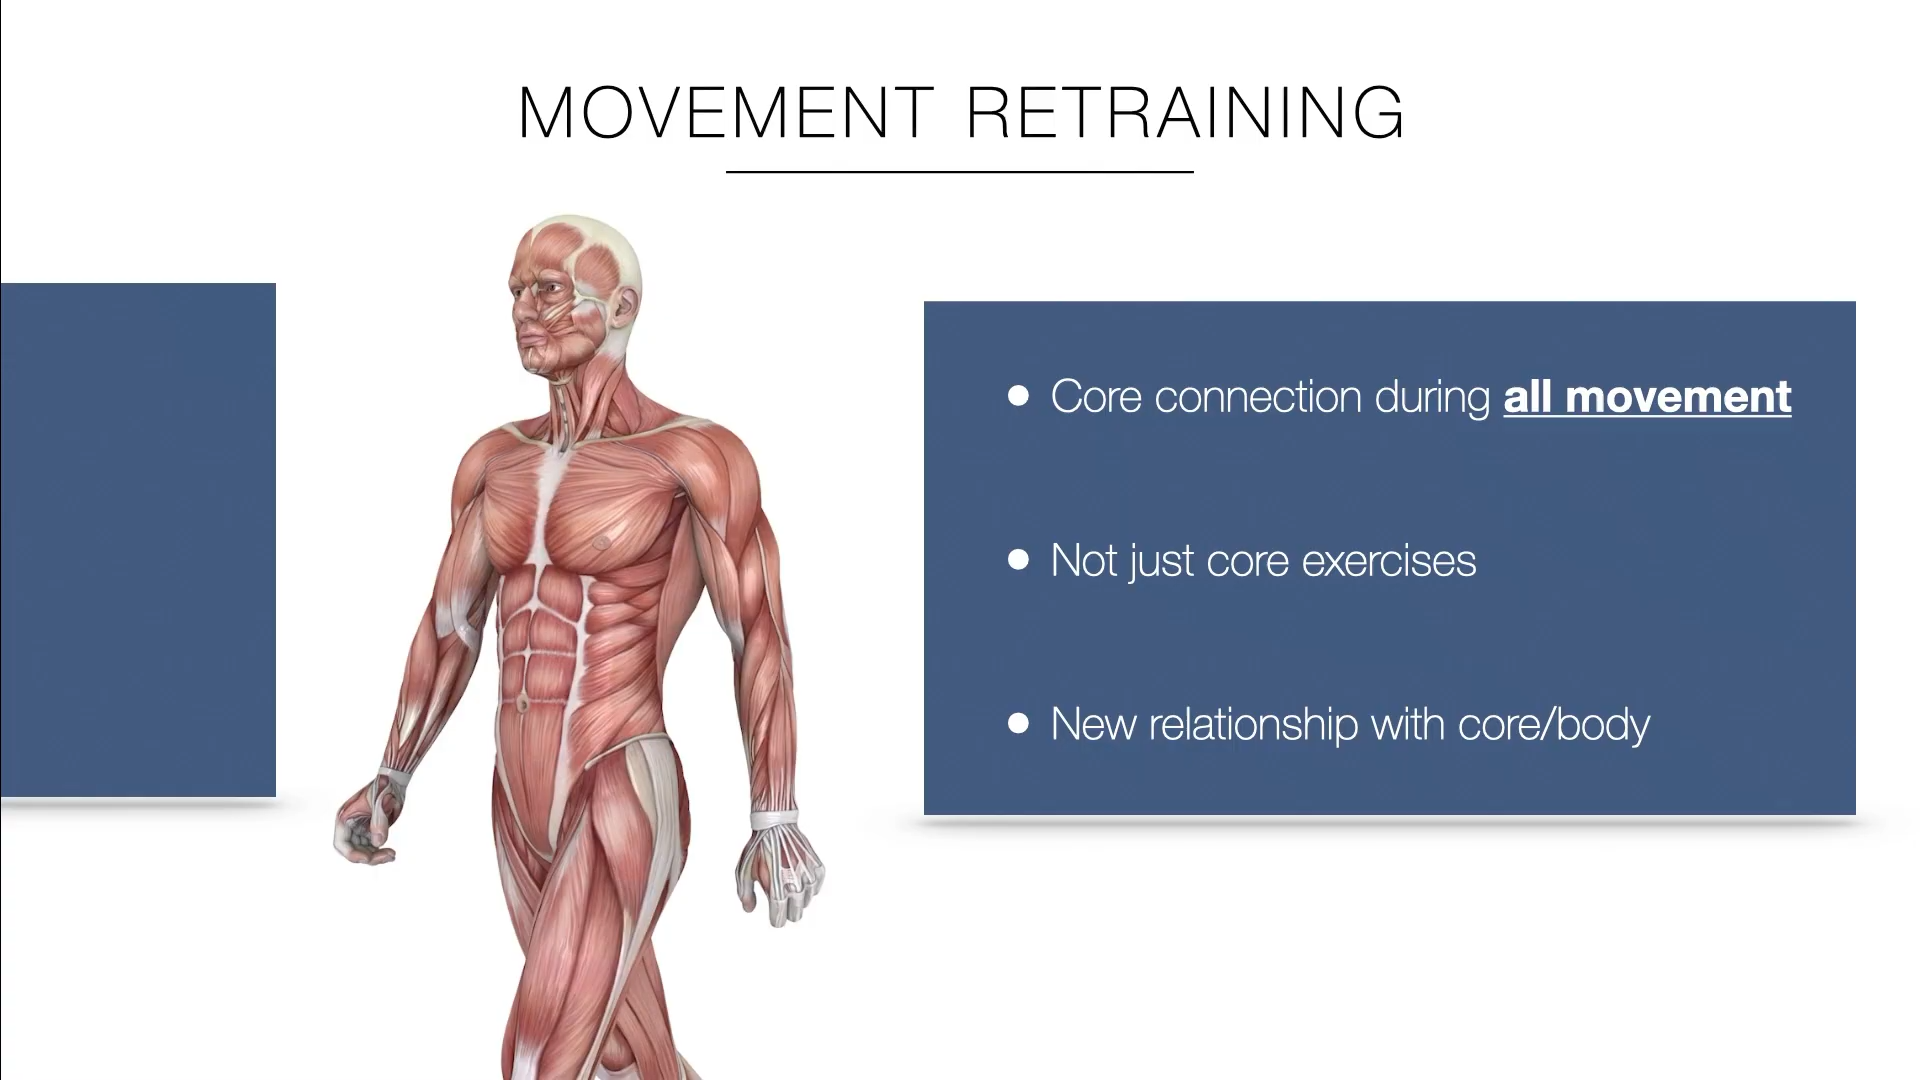 MOVEMENT RETRAINING
● Core connection during all movement
● Not just core exercises
● New relationship with core/body